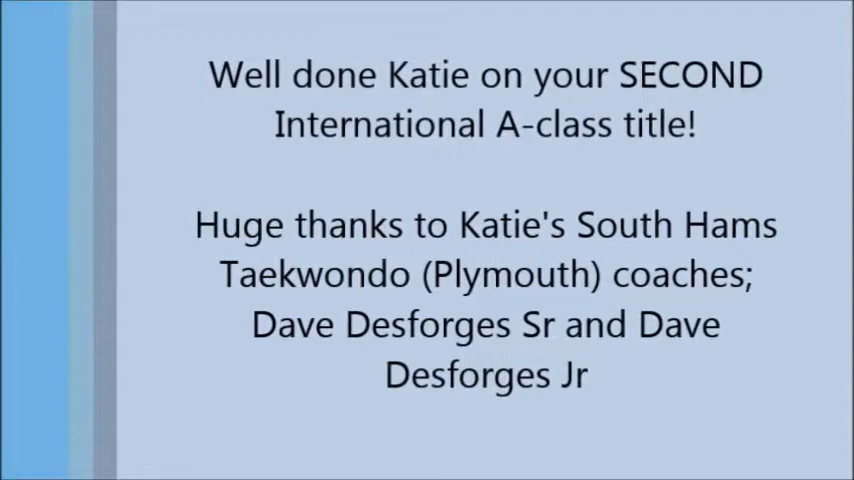 Well done Katie on your SECOND
International A-class title!
Huge thanks to Katie's South Hams
Taekwondo (Plymouth) coaches;
Dave Desforges Sr and Dave
Desforges Jr